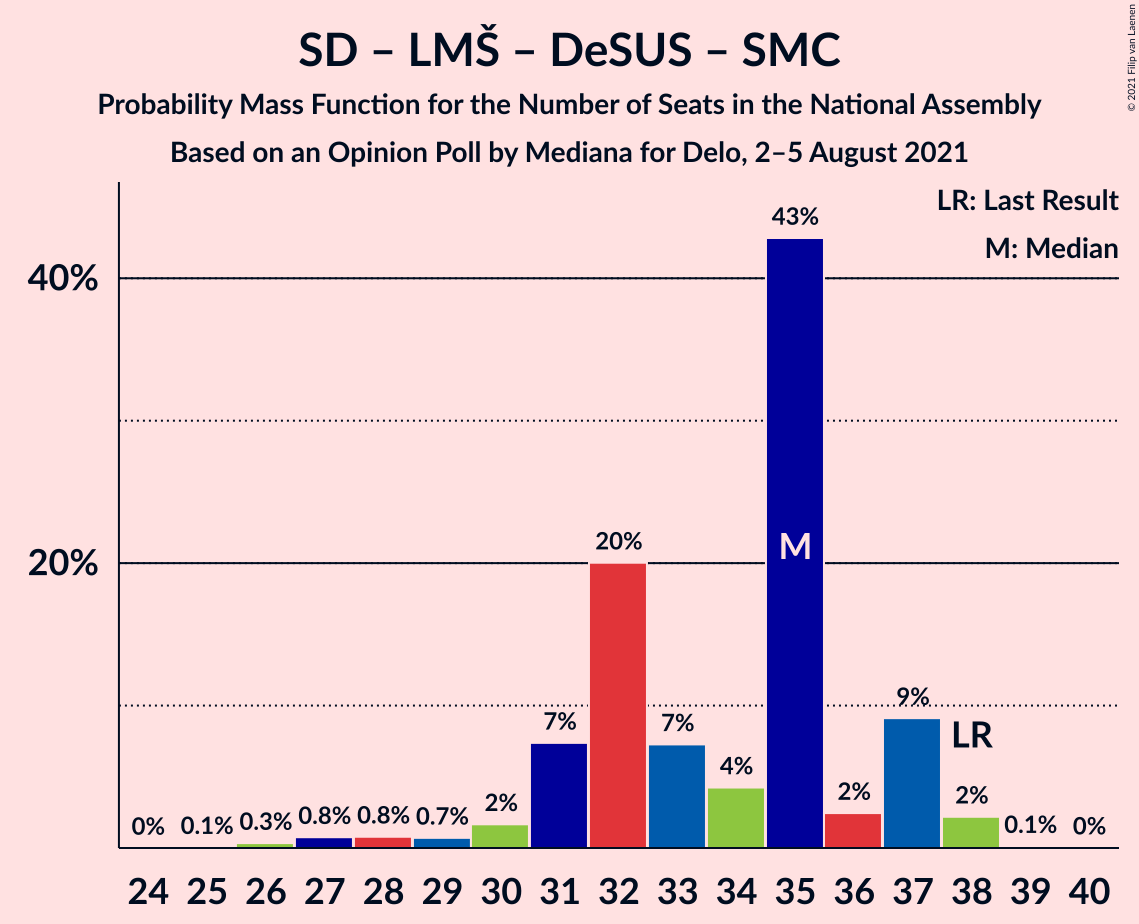 SD – LMŠ – DeSUS – SMC
Probability Mass Function for the Number of Seats in the National Assembly
Based on an Opinion Poll by Mediana for Delo, 2–5 August 2021
© 2021 Filip van Laenen
LR: Last Result
M: Median
40%
20%
0% 0.1% 0.3% 0.8% 0.8% 0.7% 2% 7% 20% 7% 4% 43% 2% 9% 2% 0.1% 0%
M
LR
24 25 26 27 28 29 30 31 32 33 34 35 36 37 38 39 40